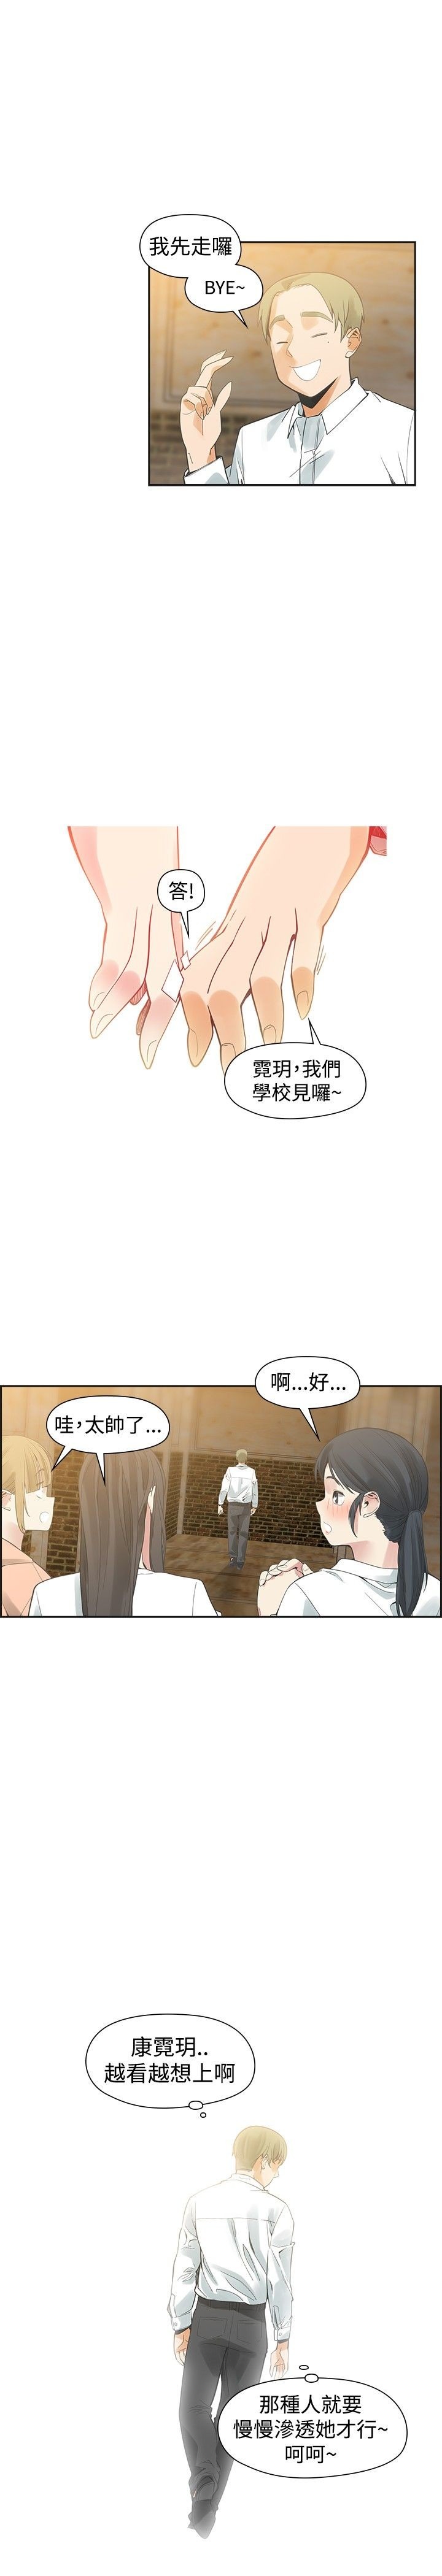 我先走囉
BYE~
答!
霓玥,我們
學校見囉~
啊...好...
哇,太帥了...
康霓玥..
越看越想上啊
那種人就要
慢慢滲透她才行~
呵呵~